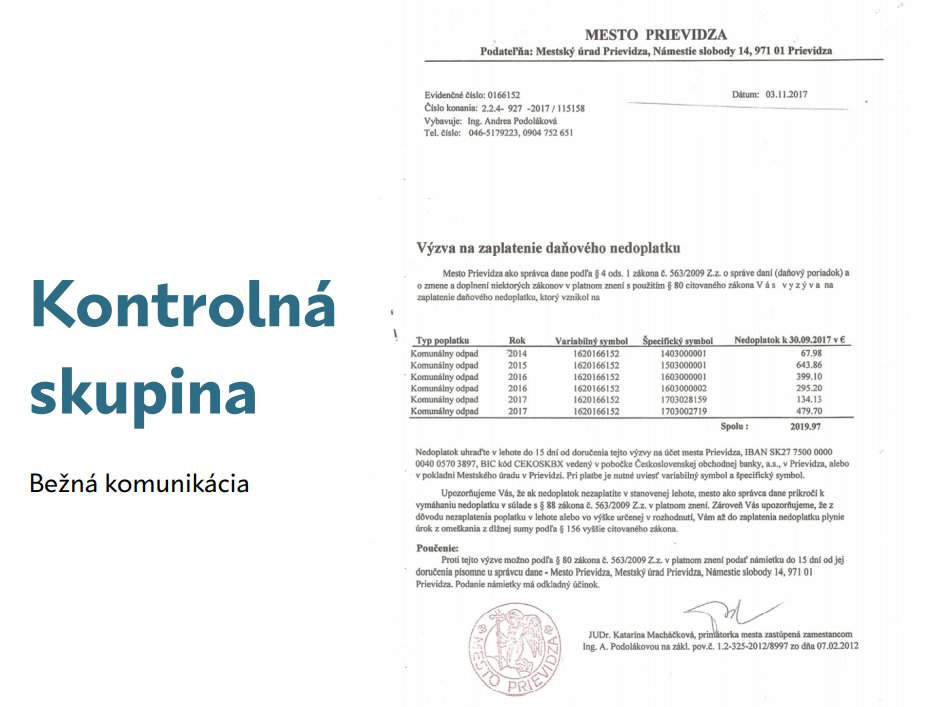 Kontrolná
skupina
Bežná komunikácia
MESTO PRIEVIDZA
Podateľňa: Mestský úrad Prievidza, Námestie slobody 14, 971 01 Prievidza
Evidenčné číslo: 0166152
Dátum: 03.11.2017
Číslo konania: 2.2.4- 927 -2017 / 115158
Vybavuje: Ing. Andrea Podoláková
Tel. číslo: 046-5179223, 0904 752 651
Výzva na zaplatenie daňového nedoplatku
Mesto Prievidza ako správca dane podľa § 4 ods. 1 zákona č. 563/2009 Z.z. o správe daní (daňový poriadok) a
o zmene a doplnení niektorých zákonov v platnom znení s použitím § 80 citovaného zákona V á s v y z ý v a na
zaplatenie daňového nedoplatku, ktorý vznikol na
Typ poplatku Rok Variabilný symbol Špecifický symbol Nedoplatok k 30.09.2017 v €
Komunálny odpad 2014 1620166152 1403000001 67.98
Komunálny odpad 2015 1620166152 1503000001 643.86
Komunálny odpad 2016 1620166152 1603000001 399.10
Komunálny odpad 2016 1620166152 1603000002 295.20
Komunálny odpad 2017 1620166152 1703028159 134.13
Komunálny odpad 2017 1620166152 1703002719 479.70
Spolu : 2019.97
Nedoplatok uhraďte v lehote do 15 dní od doručenia tejto výzvy na účet mesta Prievidza, IBAN SK27 7500 0000
0040 0570 3897, BIC kód CEKOSKBX vedený v pobočke Československej obchodnej banky, a.s., v Prievidza, alebo
v pokladni Mestského úradu v Prievidzi. Pri platbe je nutné uviesť variabilný symbol a špecifický symbol.
Upozorňujeme Vás, že ak nedoplatok nezaplatíte v stanovenej lehote, mesto ako správca dane prikročí k
vymáhaniu nedoplatku v súlade s § 88 zákona č. 563/2009 Z.z. v platnom znení. Zároveň Vás upozorňujeme, že z
dôvodu nezaplatenia poplatku v lehote alebo vo výške určenej v rozhodnutí, Vám až do zaplatenia nedoplatku plynie
úrok z omeškania z dlžnej sumy podľa § 156 vyššie citovaného zákona.
Poučenie:
Proti tejto výzve možno podľa § 80 zákona č. 563/2009 Z.z. v platnom znení podať námietku do 15 dní od jej
doručenia písomne u správcu dane - Mesto Prievidza, Mestský úrad Prievidza, Námestie slobody 14, 971 01
Prievidza. Podanie námietky má odkladný účinok.
JUDr. Katarína Macháčková, primátorka mesta zastúpená zamestancom
Ing. A. Podolákovou na zákl. pov.č. 1.2-325-2012/8997 zo dňa 07.02.2012
MESTO PRIEVIDZA